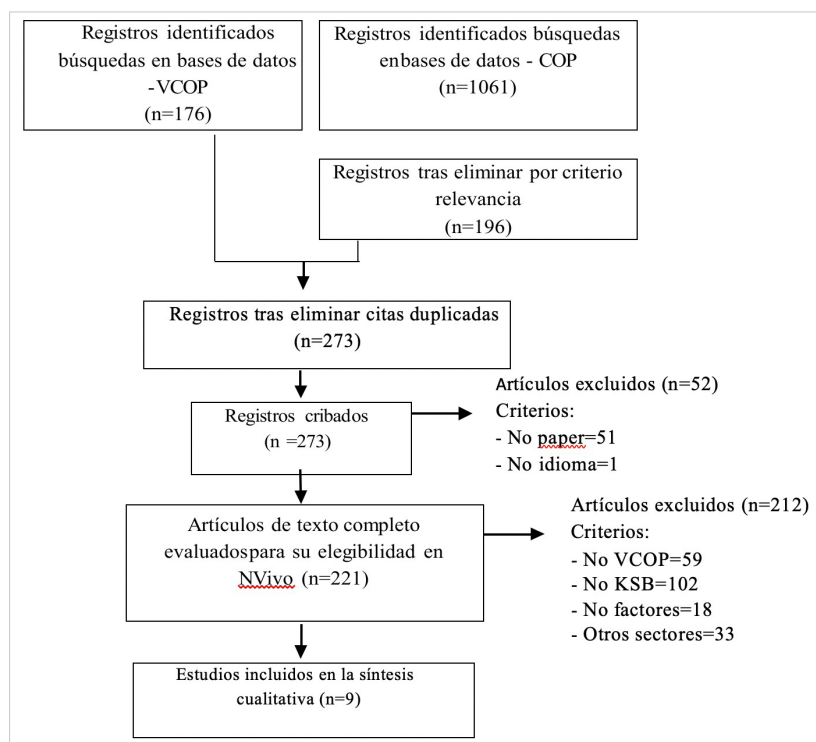 Registros identificados
búsquedas en bases de datos
-VCOP
(n=176)
Registros identificados búsquedas
enbases de datos - COP
(n=1061)
Registros tras eliminar por criterio
relevancia
(n=196)
Registros tras eliminar citas duplicadas
(n=273)
Registros cribados
(n =273)
Artículos excluidos (n=52)
Criterios:
- No paper=51
- No idioma=1
Artículos de texto completo
evaluadospara su elegibilidad en
NVivo (n=221)
Artículos excluidos (n=212)
Criterios:
- No VCOP=59
- No KSB=102
- No factores=18
- Otros sectores=33
Estudios incluidos en la síntesis
cualitativa (n=9)